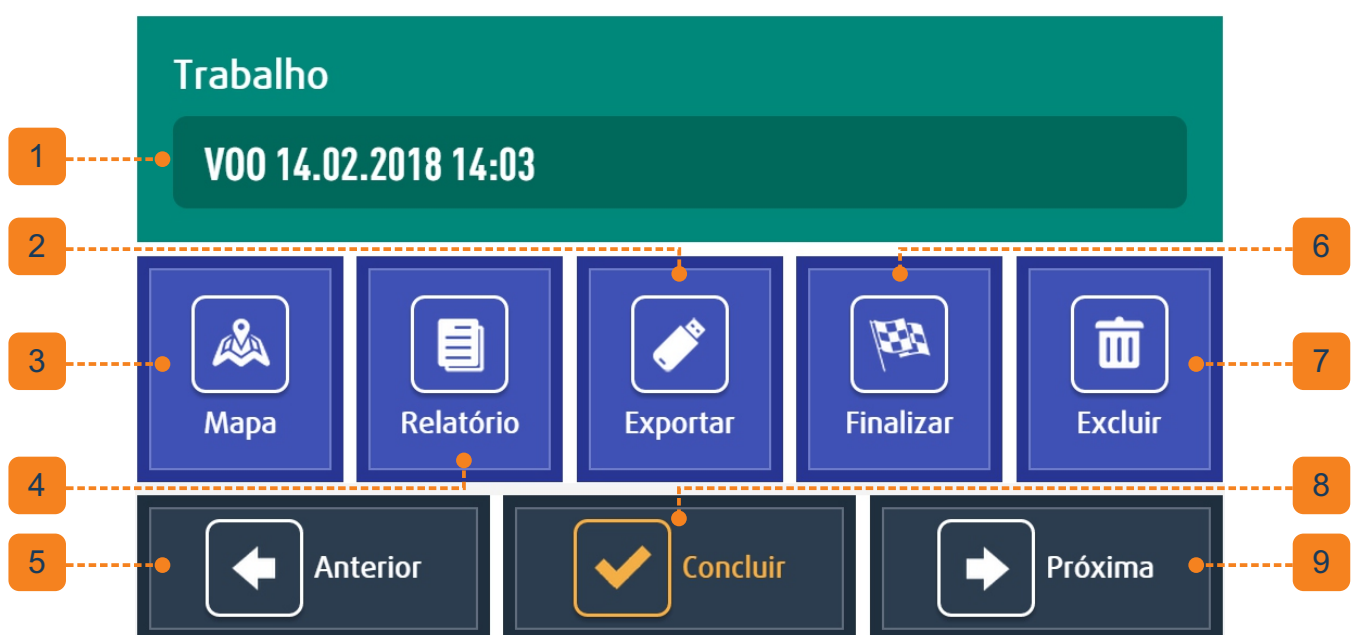 Trabalho
1
VOO 14.02.2018 14:03
2
6
3
Mapa
Relatório
Exportar
Finalizar
Excluir
7
4
8
5
Anterior
Concluir
Próxima
9